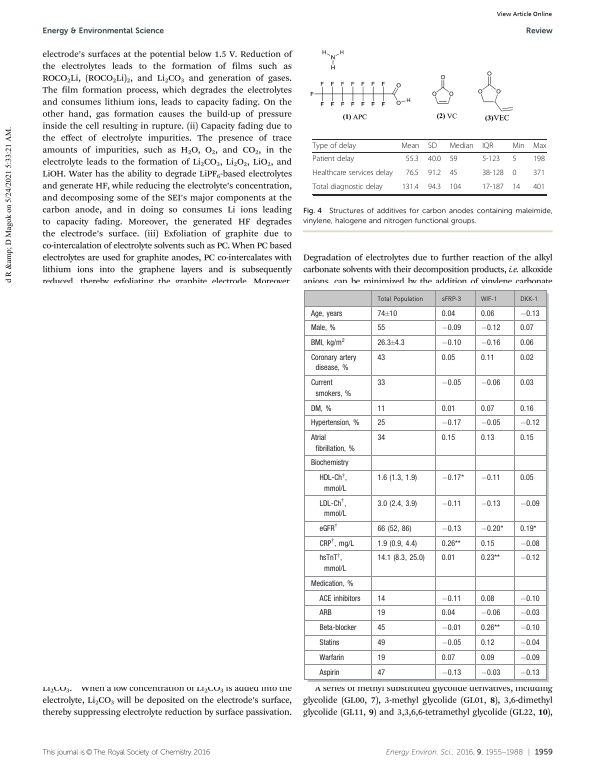 View Article Online
Energy & Environmental Science
Review
d R &amp; D Magak on 5/24/2021 5:33:21 AM.
electrode's surfaces at the potential below 1.5 V. Reduction of
the electrolytes leads to the formation of films such as
ROCO₂Li, (ROCO₂Li)₂, and Li₂CO₃ and generation of gases.
The film formation process, which degrades the electrolytes
and consumes lithium ions, leads to capacity fading. On the
other hand, gas formation causes the build-up of pressure
inside the cell resulting in rupture. (ii) Capacity fading due to
the effect of electrolyte impurities. The presence of trace
amounts of impurities, such as H₂O, O₂, and CO₂, in the
electrolyte leads to the formation of Li₂CO₃, Li₂O₂, LiO₂, and
LiOH. Water has the ability to degrade LiPF₆-based electrolytes
and generate HF, while reducing the electrolyte's concentration,
and decomposing some of the SEI's major components at the
carbon anode, and in doing so consumes Li ions leading
to capacity fading. Moreover, the generated HF degrades
the electrode's surface. (iii) Exfoliation of graphite due to
co-intercalation of electrolyte solvents such as PC. When PC based
electrolytes are used for graphite anodes, PC co-intercalates with
lithium ions into the graphene layers and is subsequently
reduced, thereby exfoliating the graphite electrode. Moreover,
Li₂CO₃. When a low concentration of Li₂CO₃ is added into the
electrolyte, Li₂CO₃ will be deposited on the electrode's surface,
thereby suppressing electrolyte reduction by surface passivation.
H N H
H
F F F F F F F
F F F F F F F
O
O H
O
O O
O
O O
(1) APC (2) VC (3)VEC
Type of delay Mean SD Median IQR Min Max
Patient delay 55.3 40.0 59 5-123 5 198
Healthcare services delay 76.5 91.2 45 38-128 0 371
Total diagnostic delay 131.4 94.3 104 17-187 14 401
Fig. 4 Structures of additives for carbon anodes containing maleimide,
vinylene, halogene and nitrogen functional groups.
Degradation of electrolytes due to further reaction of the alkyl
carbonate solvents with their decomposition products, i.e. alkoxide
anions, can be minimized by the addition of vinylene carbonate
Total Population sFRP-3 WIF-1 DKK-1
Age, years 74±10 0.04 0.06 −0.13
Male, % 55 −0.09 −0.12 0.07
BMI, kg/m² 26.3±4.3 −0.10 −0.16 0.06
Coronary artery 43 0.05 0.11 0.02
disease, %
Current 33 −0.05 −0.06 0.03
smokers, %
DM, % 11 0.01 0.07 0.16
Hypertension, % 25 −0.17 −0.05 −0.12
Atrial 34 0.15 0.13 0.15
fibrillation, %
Biochemistry
HDL-Ch†, 1.6 (1.3, 1.9) −0.17* −0.11 0.05
mmol/L
LDL-Ch†, 3.0 (2.4, 3.9) −0.11 −0.13 −0.09
mmol/L
eGFR† 66 (52, 86) −0.13 −0.20* 0.19*
CRP†, mg/L 1.9 (0.9, 4.4) 0.26** 0.15 −0.08
hsTnT†, 14.1 (8.3, 25.0) 0.01 0.23** −0.12
mmol/L
Medication, %
ACE inhibitors 14 −0.11 0.08 −0.10
ARB 19 0.04 −0.06 −0.03
Beta-blocker 45 −0.01 0.26** −0.10
Statins 49 −0.05 0.12 −0.04
Warfarin 19 0.07 0.09 −0.09
Aspirin 47 −0.13 −0.03 −0.13
A series of methyl substituted glycolide derivatives, including
glycolide (GL00, 7), 3-methyl glycolide (GL01, 8), 3,6-dimethyl
glycolide (GL11, 9) and 3,3,6,6-tetramethyl glycolide (GL22, 10),
This journal is © The Royal Society of Chemistry 2016
Energy Environ. Sci., 2016, 9, 1955–1988 | 1959